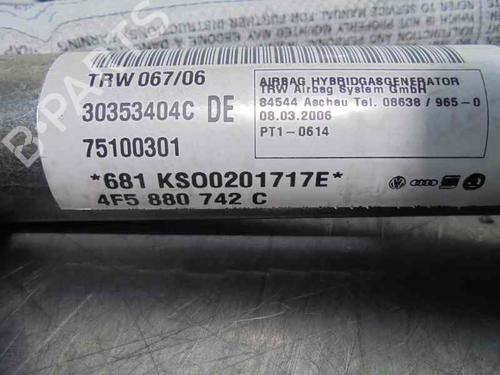 TRW 067/06
30353404C DE
75100301
*681 KSO0201717E*
4F5 880 742 C
AIRBAG HYBRIDGASGENERATOR
TRW Airbag System GmbH
84544 Aschau Tel. 08638 / 965-0
08.03.2006
PT1-0614